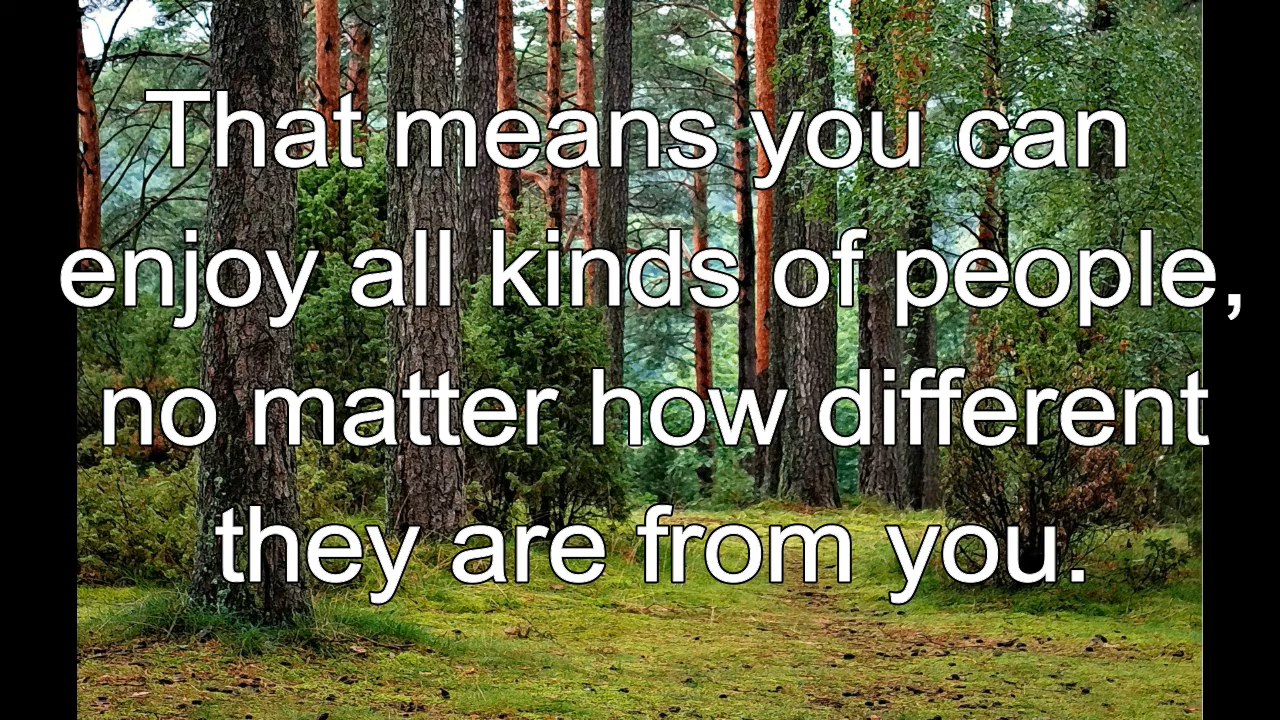 That means you can
enjoy all kinds of people,
no matter how different
they are from you.